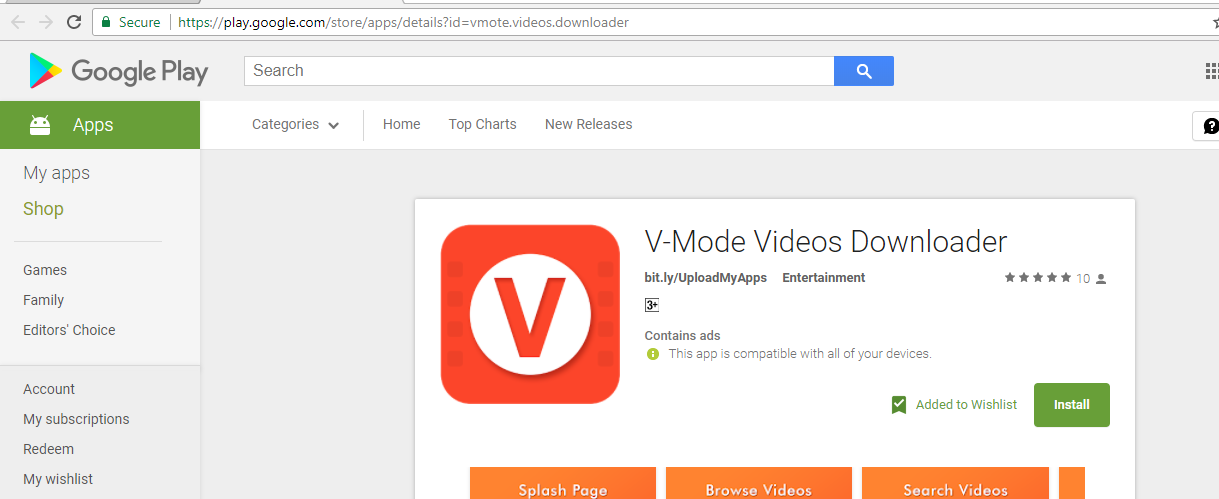 Secure https://play.google.com/store/apps/details?id=vmote.videos.downloader
Google Play
Search
Apps
Categories Home Top Charts New Releases
My apps
Shop
Games
Family
Editors' Choice
Account
My subscriptions
Redeem
My wishlist
V
V-Mode Videos Downloader
bit.ly/UploadMyApps Entertainment 10
3+
Contains ads
This app is compatible with all of your devices.
Added to Wishlist Install
Splash Page Browse Videos Search Videos